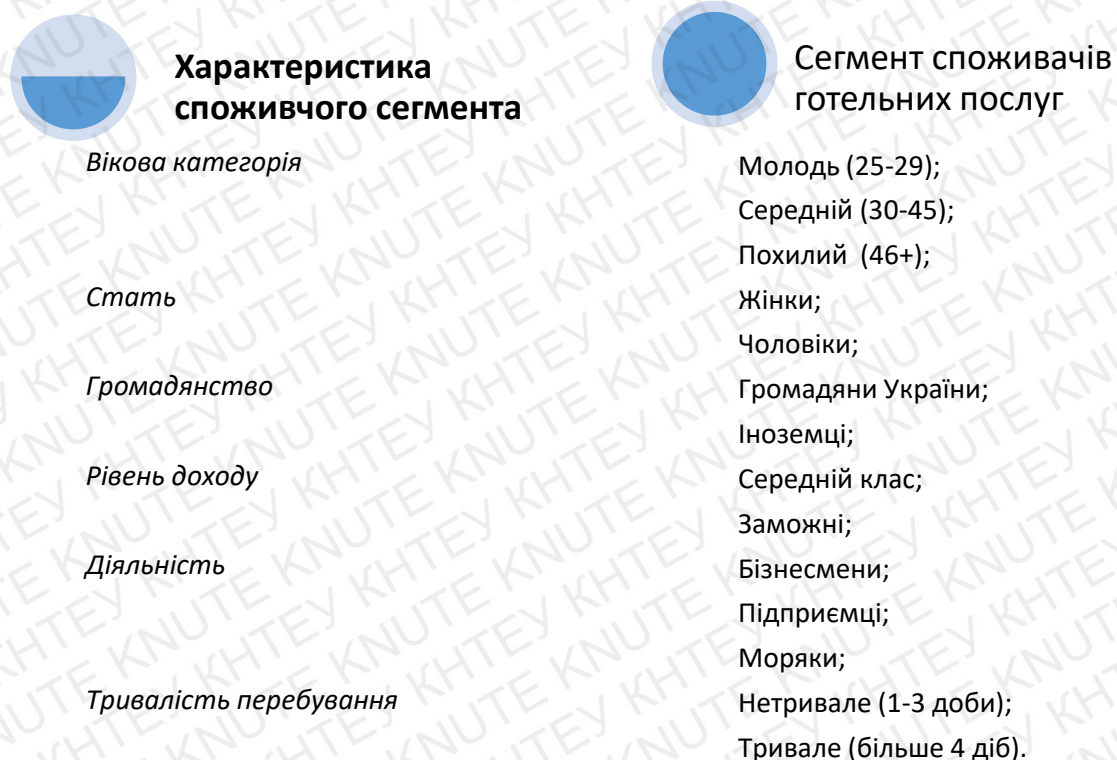 Характеристика
споживчого сегмента
Сегмент споживачів
готельних послуг
Вікова категорія
Молодь (25-29);
Середній (30-45);
Похилий (46+);
Стать
Жінки;
Чоловіки;
Громадянство
Громадяни України;
Іноземці;
Рівень доходу
Середній клас;
Заможні;
Діяльність
Бізнесмени;
Підприємці;
Моряки;
Тривалість перебування
Нетривале (1-3 доби);
Тривале (більше 4 діб).